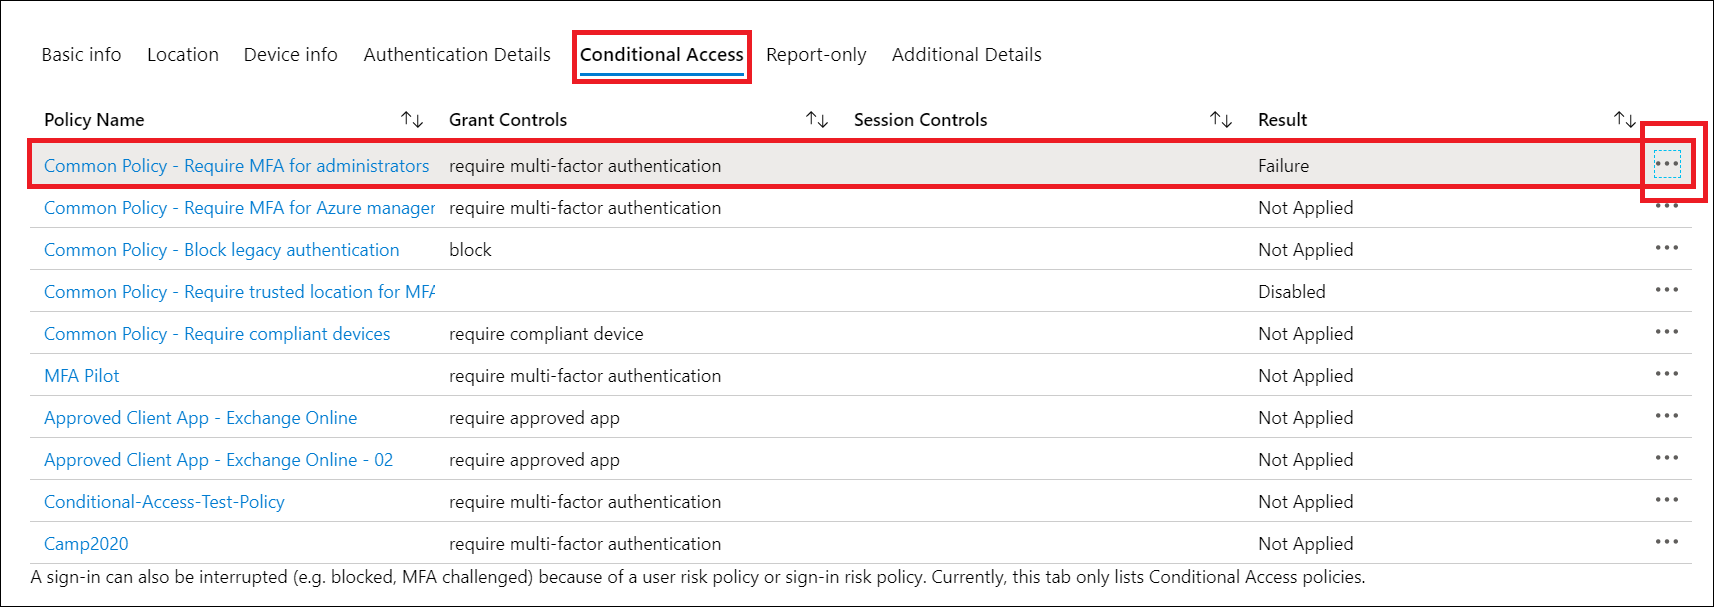 Basic info Location Device info Authentication Details Conditional Access Report-only Additional Details
Policy Name Grant Controls Session Controls Result
Common Policy - Require MFA for administrators require multi-factor authentication Failure
Common Policy - Require MFA for Azure manager require multi-factor authentication Not Applied
Common Policy - Block legacy authentication block Not Applied
Common Policy - Require trusted location for MFA Disabled
Common Policy - Require compliant devices require compliant device Not Applied
MFA Pilot require multi-factor authentication Not Applied
Approved Client App - Exchange Online require approved app Not Applied
Approved Client App - Exchange Online - 02 require approved app Not Applied
Conditional-Access-Test-Policy require multi-factor authentication Not Applied
Camp2020 require multi-factor authentication Not Applied
A sign-in can also be interrupted (e.g. blocked, MFA challenged) because of a user risk policy or sign-in risk policy. Currently, this tab only lists Conditional Access policies.